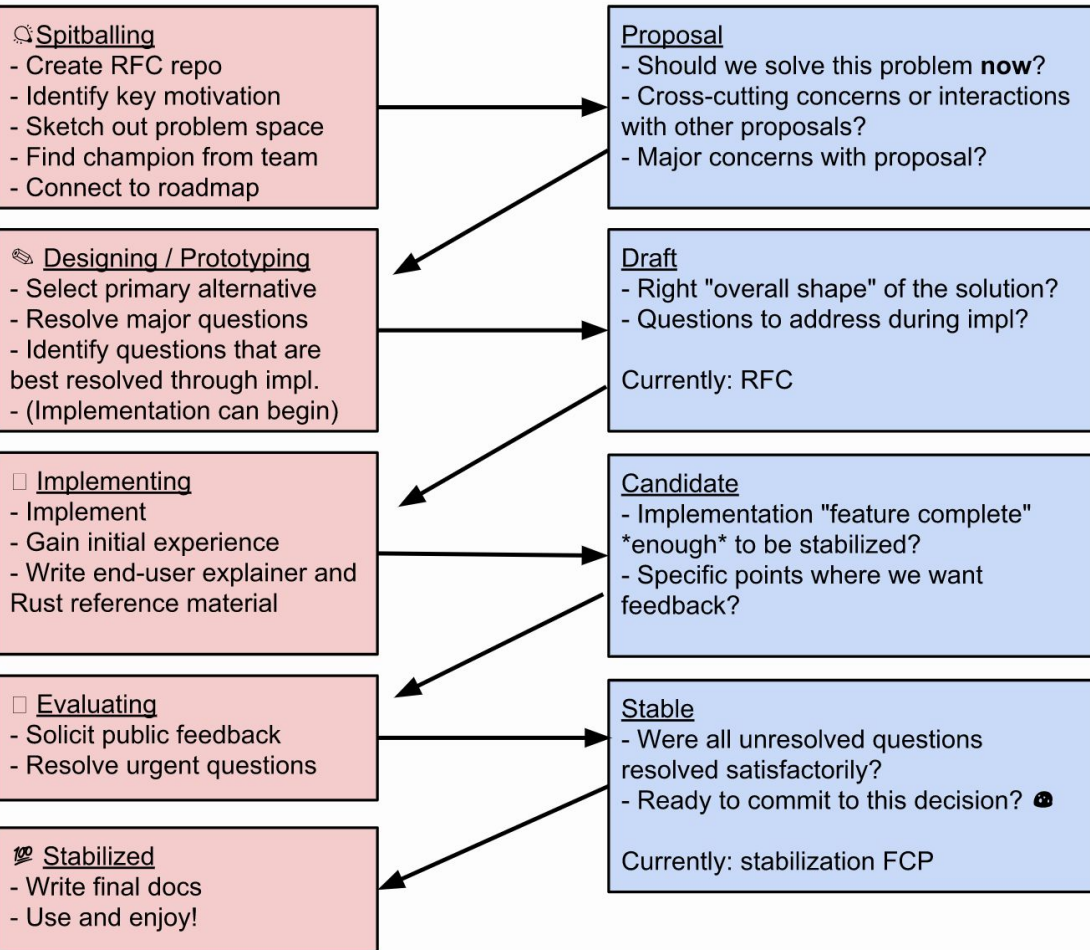 Spitballing
- Create RFC repo
- Identify key motivation
- Sketch out problem space
- Find champion from team
- Connect to roadmap
Proposal
- Should we solve this problem now?
- Cross-cutting concerns or interactions
with other proposals?
- Major concerns with proposal?
✎ Designing / Prototyping
- Select primary alternative
- Resolve major questions
- Identify questions that are
best resolved through impl.
- (Implementation can begin)
Draft
- Right "overall shape" of the solution?
- Questions to address during impl?
Currently: RFC
□ Implementing
- Implement
- Gain initial experience
- Write end-user explainer and
Rust reference material
Candidate
- Implementation "feature complete"
*enough* to be stabilized?
- Specific points where we want
feedback?
□ Evaluating
- Solicit public feedback
- Resolve urgent questions
Stable
- Were all unresolved questions
resolved satisfactorily?
- Ready to commit to this decision?
Currently: stabilization FCP
💯 Stabilized
- Write final docs
- Use and enjoy!